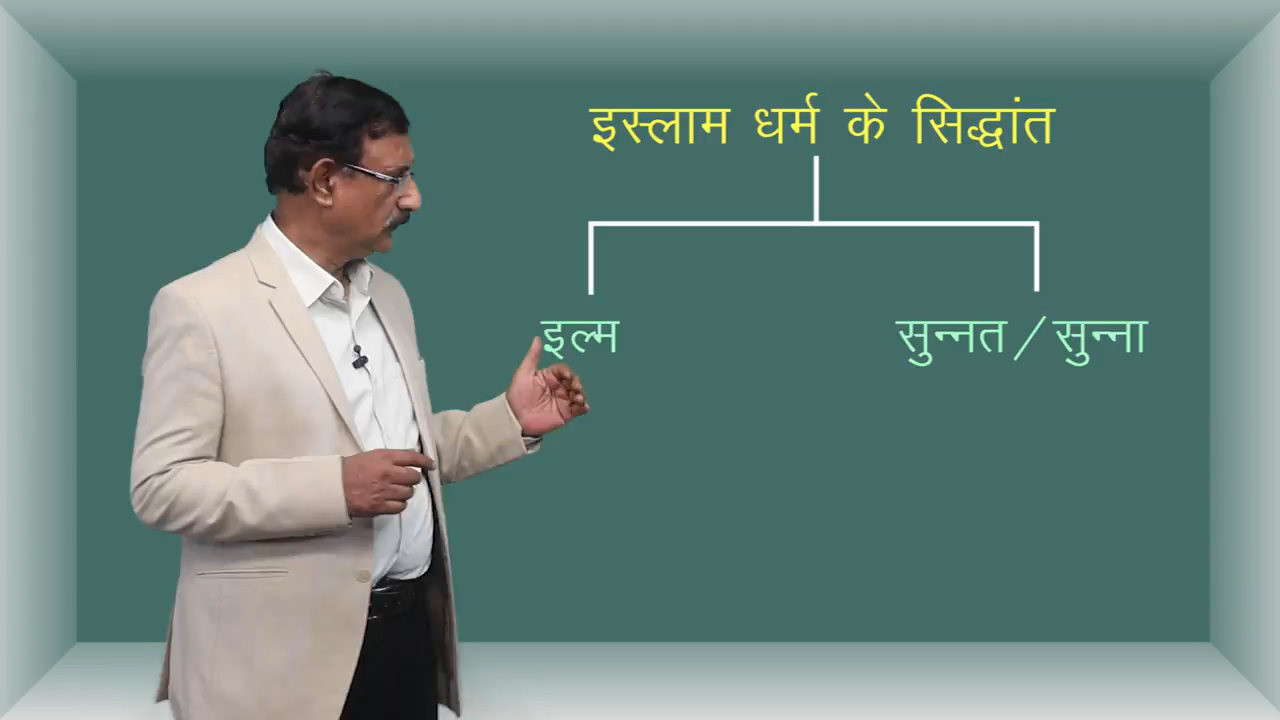 इस्लाम धर्म के सिद्धांत
इल्म
सुन्नत / सुन्ना